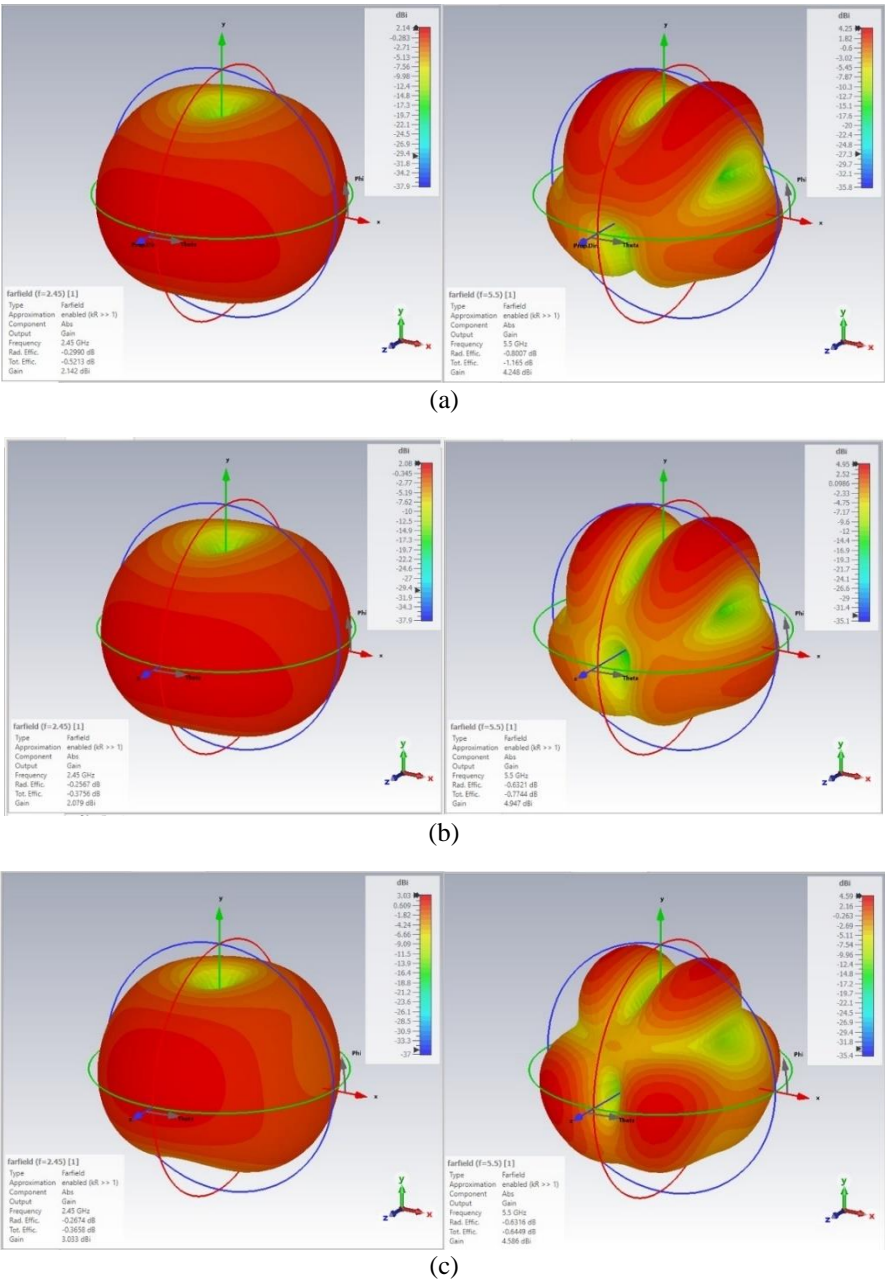 dBi
2.14
-0.283
-2.71
-5.13
-7.56
-9.98
-12.4
-14.8
-17.3
-19.7
-22.1
-24.5
-26.9
-29.4
-31.8
-34.2
-37.9
y
Phi
x
Theta
farfield (f=2.45) [1]
Type Farfield
Approximation enabled (kR >> 1)
Component Abs
Output Gain
Frequency 2.45 GHz
Rad. Effic. -0.2990 dB
Tot. Effic. -0.5213 dB
Gain 2.142 dBi
y
z x
dBi
4.25
1.82
-0.6
-3.02
-5.45
-7.87
-10.3
-12.7
-15.1
-17.6
-20
-22.4
-24.8
-27.3
-29.7
-32.1
-35.8
y
Phi
x
Theta
farfield (f=5.5) [1]
Type Farfield
Approximation enabled (kR >> 1)
Component Abs
Output Gain
Frequency 5.5 GHz
Rad. Effic. -0.8007 dB
Tot. Effic. -1.165 dB
Gain 4.248 dBi
y
z x
(a)
dBi
2.08
-0.345
-2.77
-5.19
-7.62
-10
-12.5
-14.9
-17.3
-19.7
-22.2
-24.6
-27
-29.4
-31.9
-34.3
-37.9
y
Phi
x
z Theta
farfield (f=2.45) [1]
Type Farfield
Approximation enabled (kR >> 1)
Component Abs
Output Gain
Frequency 2.45 GHz
Rad. Effic. -0.2567 dB
Tot. Effic. -0.3756 dB
Gain 2.079 dBi
y
z x
dBi
4.95
2.52
0.0986
-2.33
-4.75
-7.17
-9.6
-12
-14.4
-16.9
-19.3
-21.7
-24.1
-26.6
-29
-31.4
-35.1
y
Phi
x
z Theta
farfield (f=5.5) [1]
Type Farfield
Approximation enabled (kR >> 1)
Component Abs
Output Gain
Frequency 5.5 GHz
Rad. Effic. -0.6321 dB
Tot. Effic. -0.7744 dB
Gain 4.947 dBi
y
z x
(b)
dBi
3.03
0.609
-1.82
-4.24
-6.66
-9.09
-11.5
-13.9
-16.4
-18.8
-21.2
-23.6
-26.1
-28.5
-30.9
-33.3
-37
y
Phi
x
z Theta
farfield (f=2.45) [1]
Type Farfield
Approximation enabled (kR >> 1)
Component Abs
Output Gain
Frequency 2.45 GHz
Rad. Effic. -0.2674 dB
Tot. Effic. -0.3658 dB
Gain 3.033 dBi
y
z x
dBi
4.59
2.16
-0.263
-2.69
-5.11
-7.54
-9.96
-12.4
-14.8
-17.2
-19.7
-22.1
-24.5
-26.9
-29.4
-31.8
-35.4
y
Phi
x
z Theta
farfield (f=5.5) [1]
Type Farfield
Approximation enabled (kR >> 1)
Component Abs
Output Gain
Frequency 5.5 GHz
Rad. Effic. -0.6316 dB
Tot. Effic. -0.6449 dB
Gain 4.586 dBi
y
z x
(c)